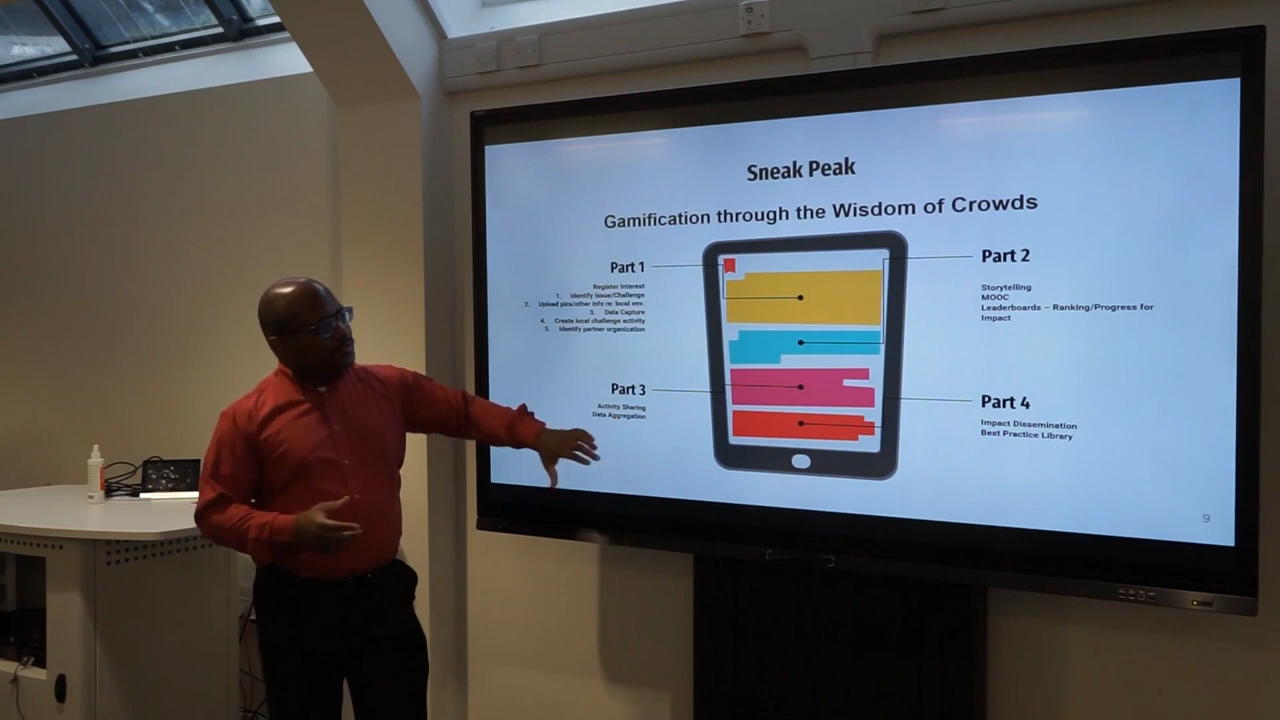 Sneak Peak
Gamification through the Wisdom of Crowds
Part 1
Register Interest
1. Identify Issue/Challenge
2. Upload pics/other info re: local env.
3. Data Capture
4. Create local challenge activity
5. Identify partner organization
Part 2
Storytelling
MOOC
Leaderboards – Ranking/Progress for
Impact
Part 3
Activity Sharing
Data Aggregation
Part 4
Impact Dissemination
Best Practice Library
9